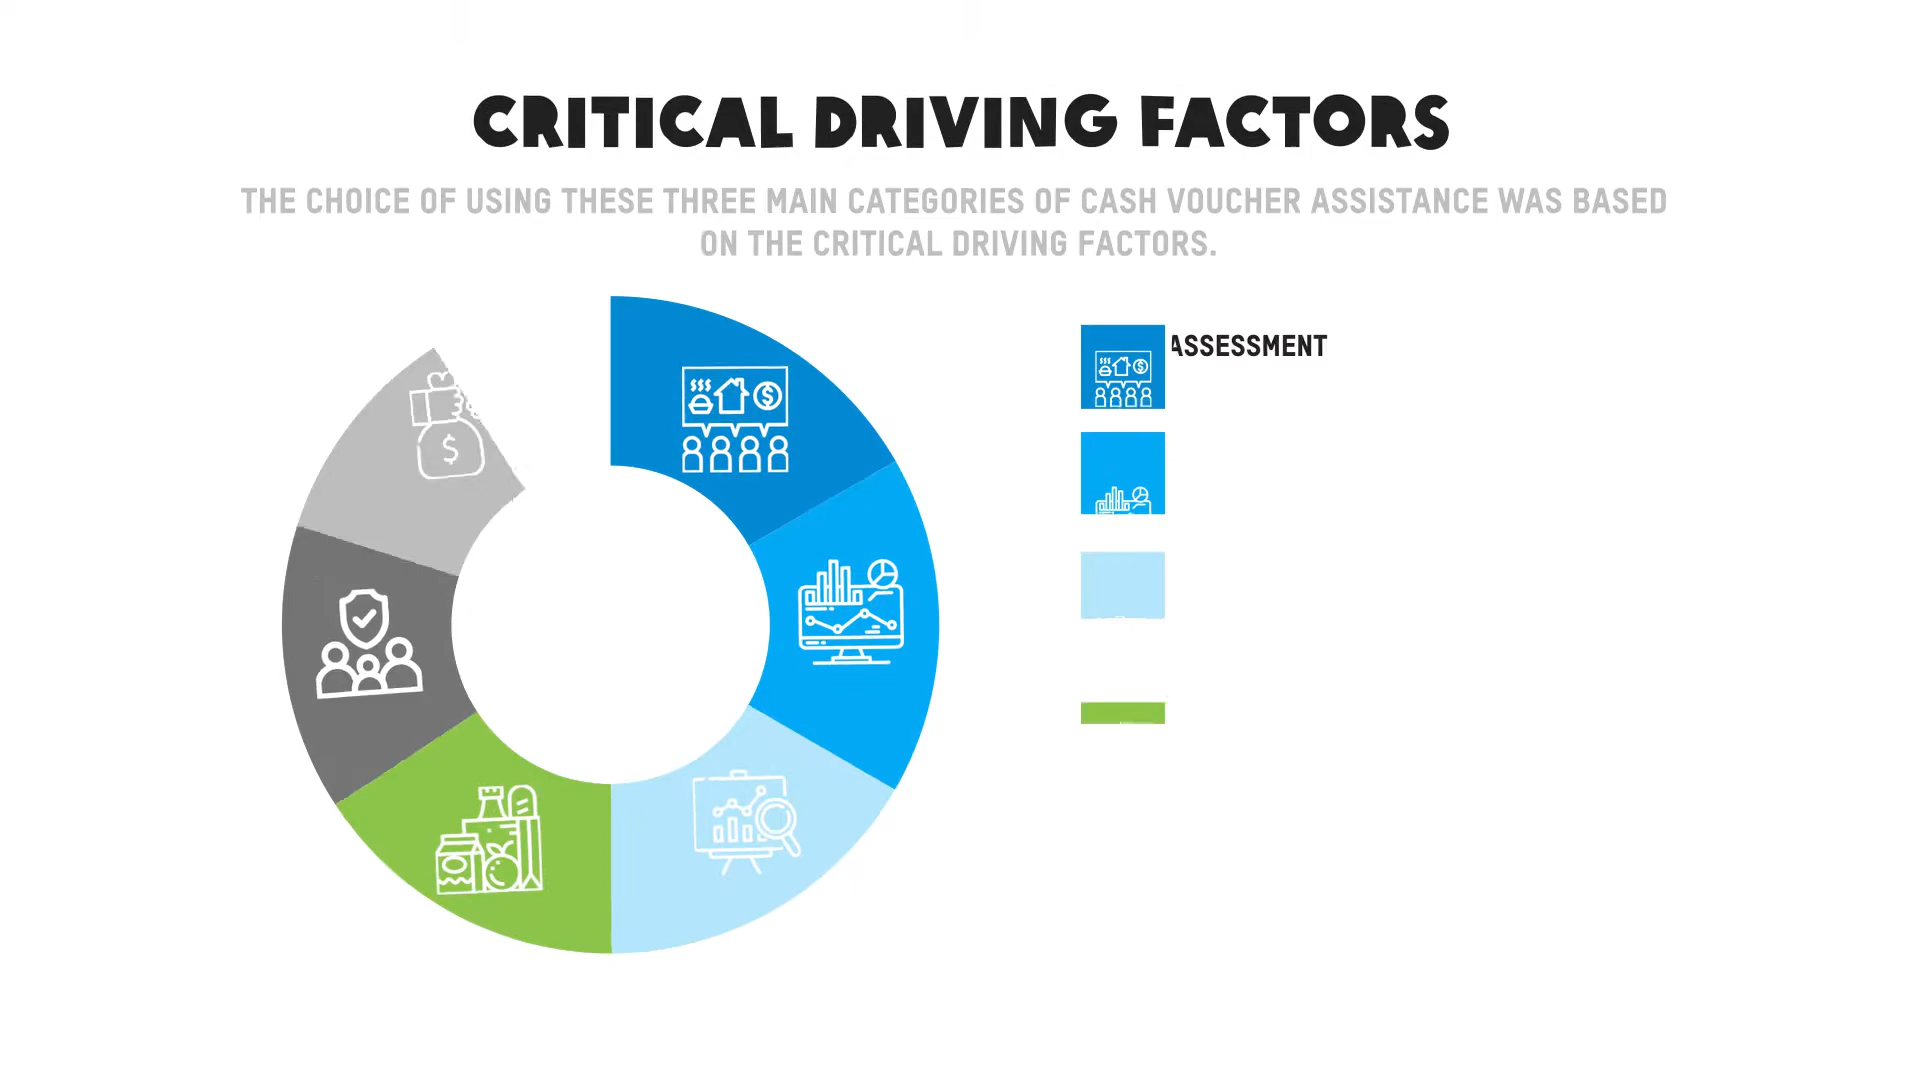 CRITICAL DRIVING FACTORS
THE CHOICE OF USING THESE THREE MAIN CATEGORIES OF CASH VOUCHER ASSISTANCE WAS BASED
ON THE CRITICAL DRIVING FACTORS.
ASSESSMENT